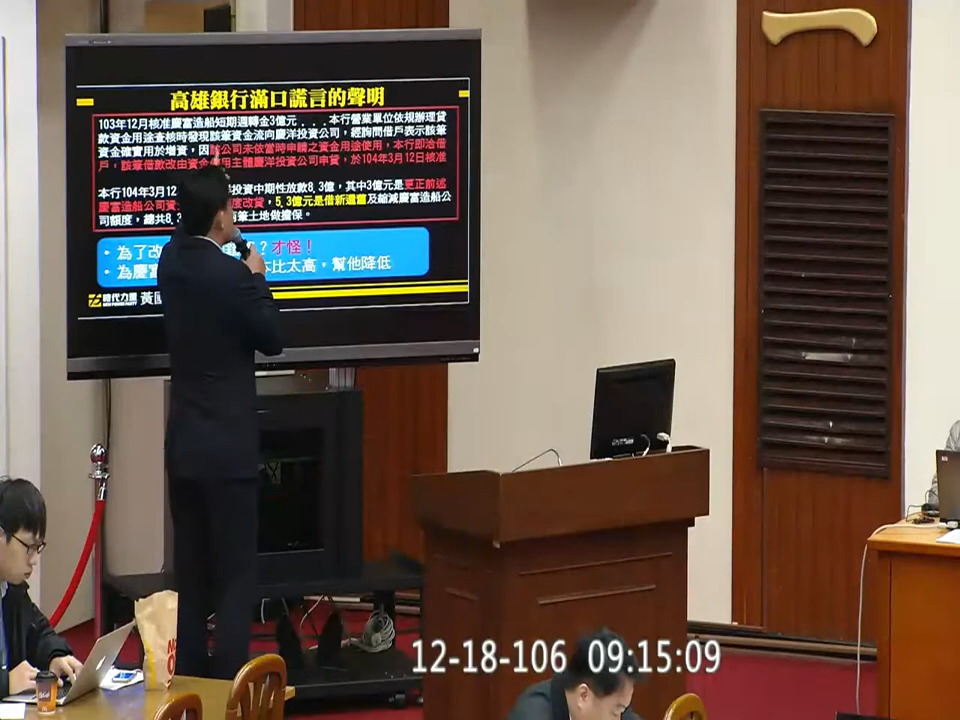 高雄銀行滿口謊言的聲明
103年12月核准慶富造船短期週轉金3億元...本行營業單位依規辦理貸
款資金用途查核時發現該筆資金流向慶洋投資公司，經詢問借戶表示該筆
資金確實用於增資，因該公司未依當時申請之資金用途使用，本行即洽借
戶，該筆借款改由資金 用主體慶洋投資公司申貸，於104年3月12日核准
本行104年3月12 投資中期性放款8.3億，其中3億元是更正前述
慶富造船公司資 度改貸，5.3億元是借新還舊及縮減慶富造船公
司額度，總共8.3 筆土地做擔保。
• 為了改 ？才怪！
• 為慶富 本比太高，幫他降低
時代力量 黃國
NEW POWER PARTY
12-18-106 09:15:09